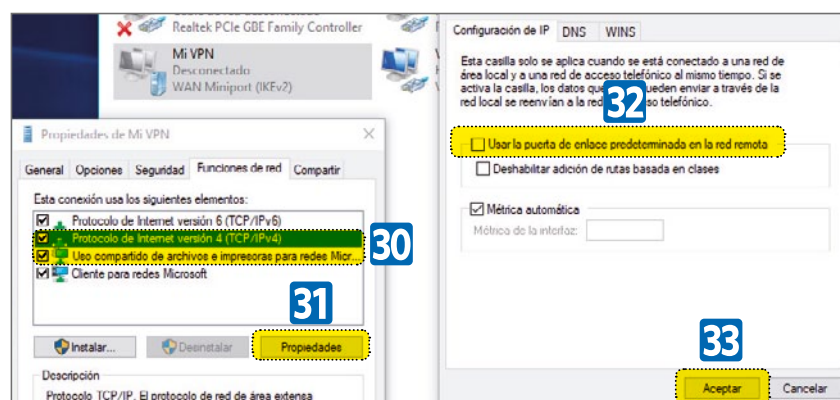 Realtek PCIe GBE Family Controller
Mi VPN
Desconectado
WAN Miniport (IKEv2)
Propiedades de Mi VPN
General Opciones Seguridad Funciones de red Compartir
Esta conexión usa los siguientes elementos:
Protocolo de Internet versión 6 (TCP/IPv6)
Protocolo de Internet versión 4 (TCP/IPv4)
Uso compartido de archivos e impresoras para redes Micr...
30
Cliente para redes Microsoft
31
Instalar... Desinstalar Propiedades
Descripción
Protocolo TCP/IP. El protocolo de red de área extensa
Configuración de IP DNS WINS
Esta casilla solo se aplica cuando se está conectado a una red de
área local y a una red de acceso telefónico al mismo tiempo. Si se
activa la casilla, los datos que ueden enviar a través de la
red local se reenvían a la red so telefónico.
32
Usar la puerta de enlace predeterminada en la red remota
Deshabilitar adición de rutas basada en clases
Métrica automática
Métrica de la interfaz:
33
Aceptar Cancelar